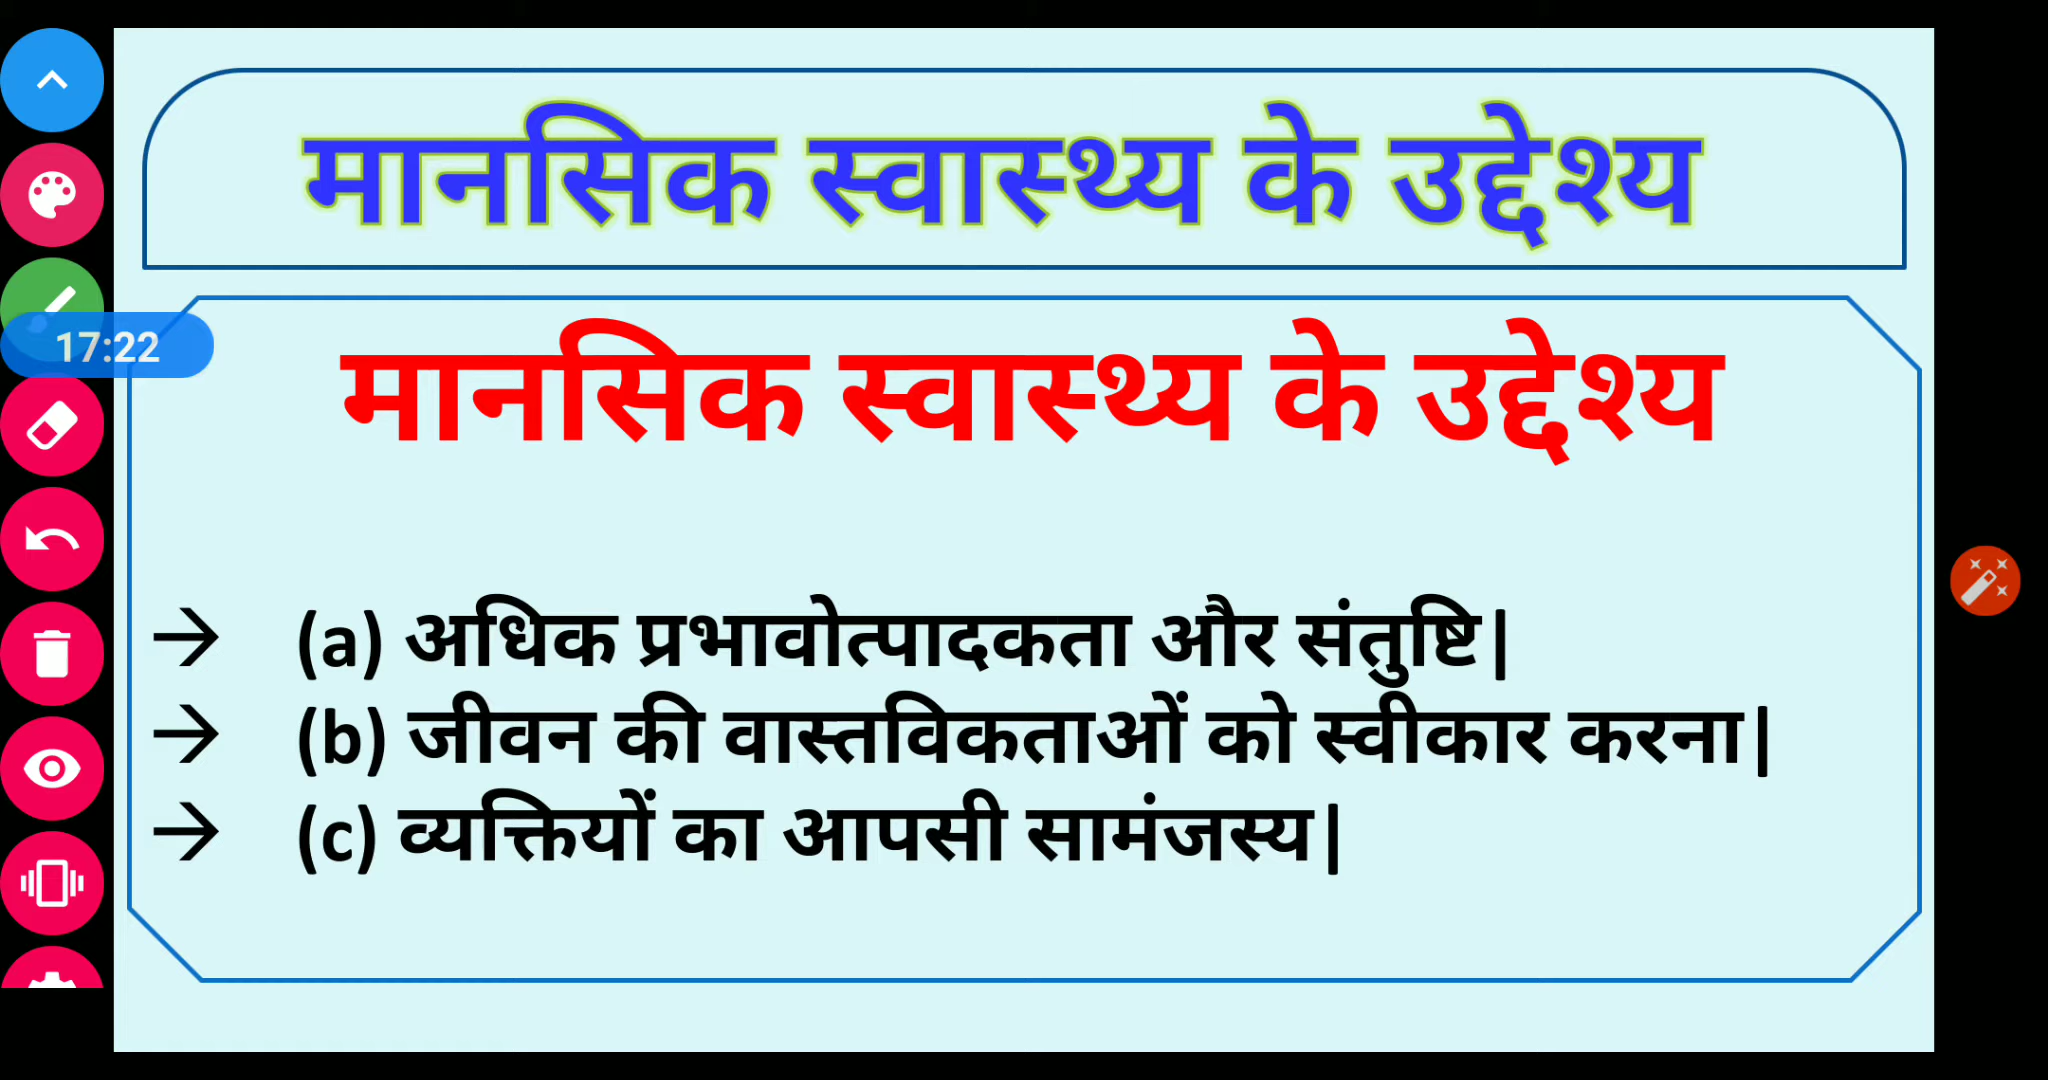 मानसिक स्वास्थ्य के उद्देश्य
17:22
मानसिक स्वास्थ्य के उद्देश्य
→ (a) अधिक प्रभावोत्पादकता और संतुष्टि|
→ (b) जीवन की वास्तविकताओं को स्वीकार करना|
→ (c) व्यक्तियों का आपसी सामंजस्य|